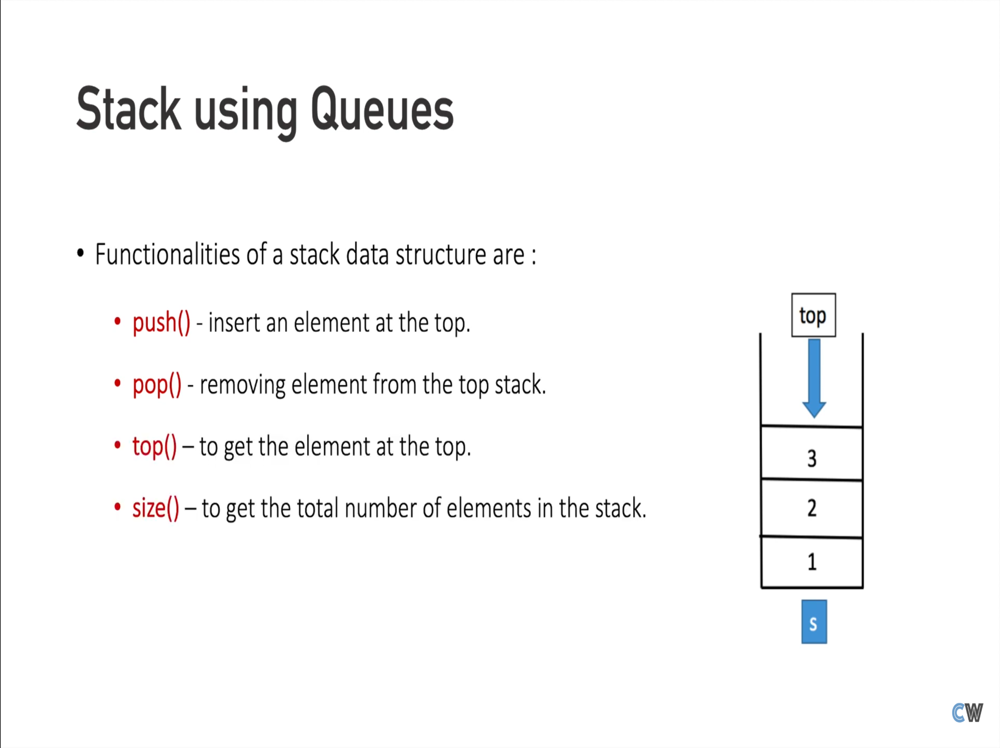 Stack using Queues
• Functionalities of a stack data structure are :
• push() - insert an element at the top.
• pop() - removing element from the top stack.
• top() – to get the element at the top.
• size() – to get the total number of elements in the stack.
top
3
2
1
s
CW